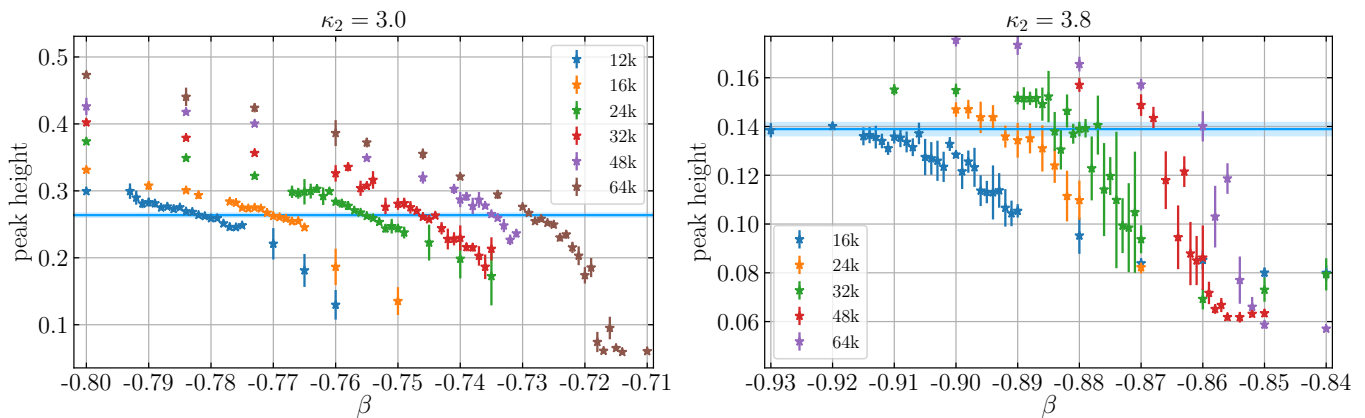 κ₂ = 3.0
peak height
0.5
0.4
0.3
0.2
0.1
12k
16k
24k
32k
48k
64k
-0.80 -0.79 -0.78 -0.77 -0.76 -0.75 -0.74 -0.73 -0.72 -0.71
β
κ₂ = 3.8
peak height
0.16
0.14
0.12
0.10
0.08
0.06
16k
24k
32k
48k
64k
-0.93 -0.92 -0.91 -0.90 -0.89 -0.88 -0.87 -0.86 -0.85 -0.84
β